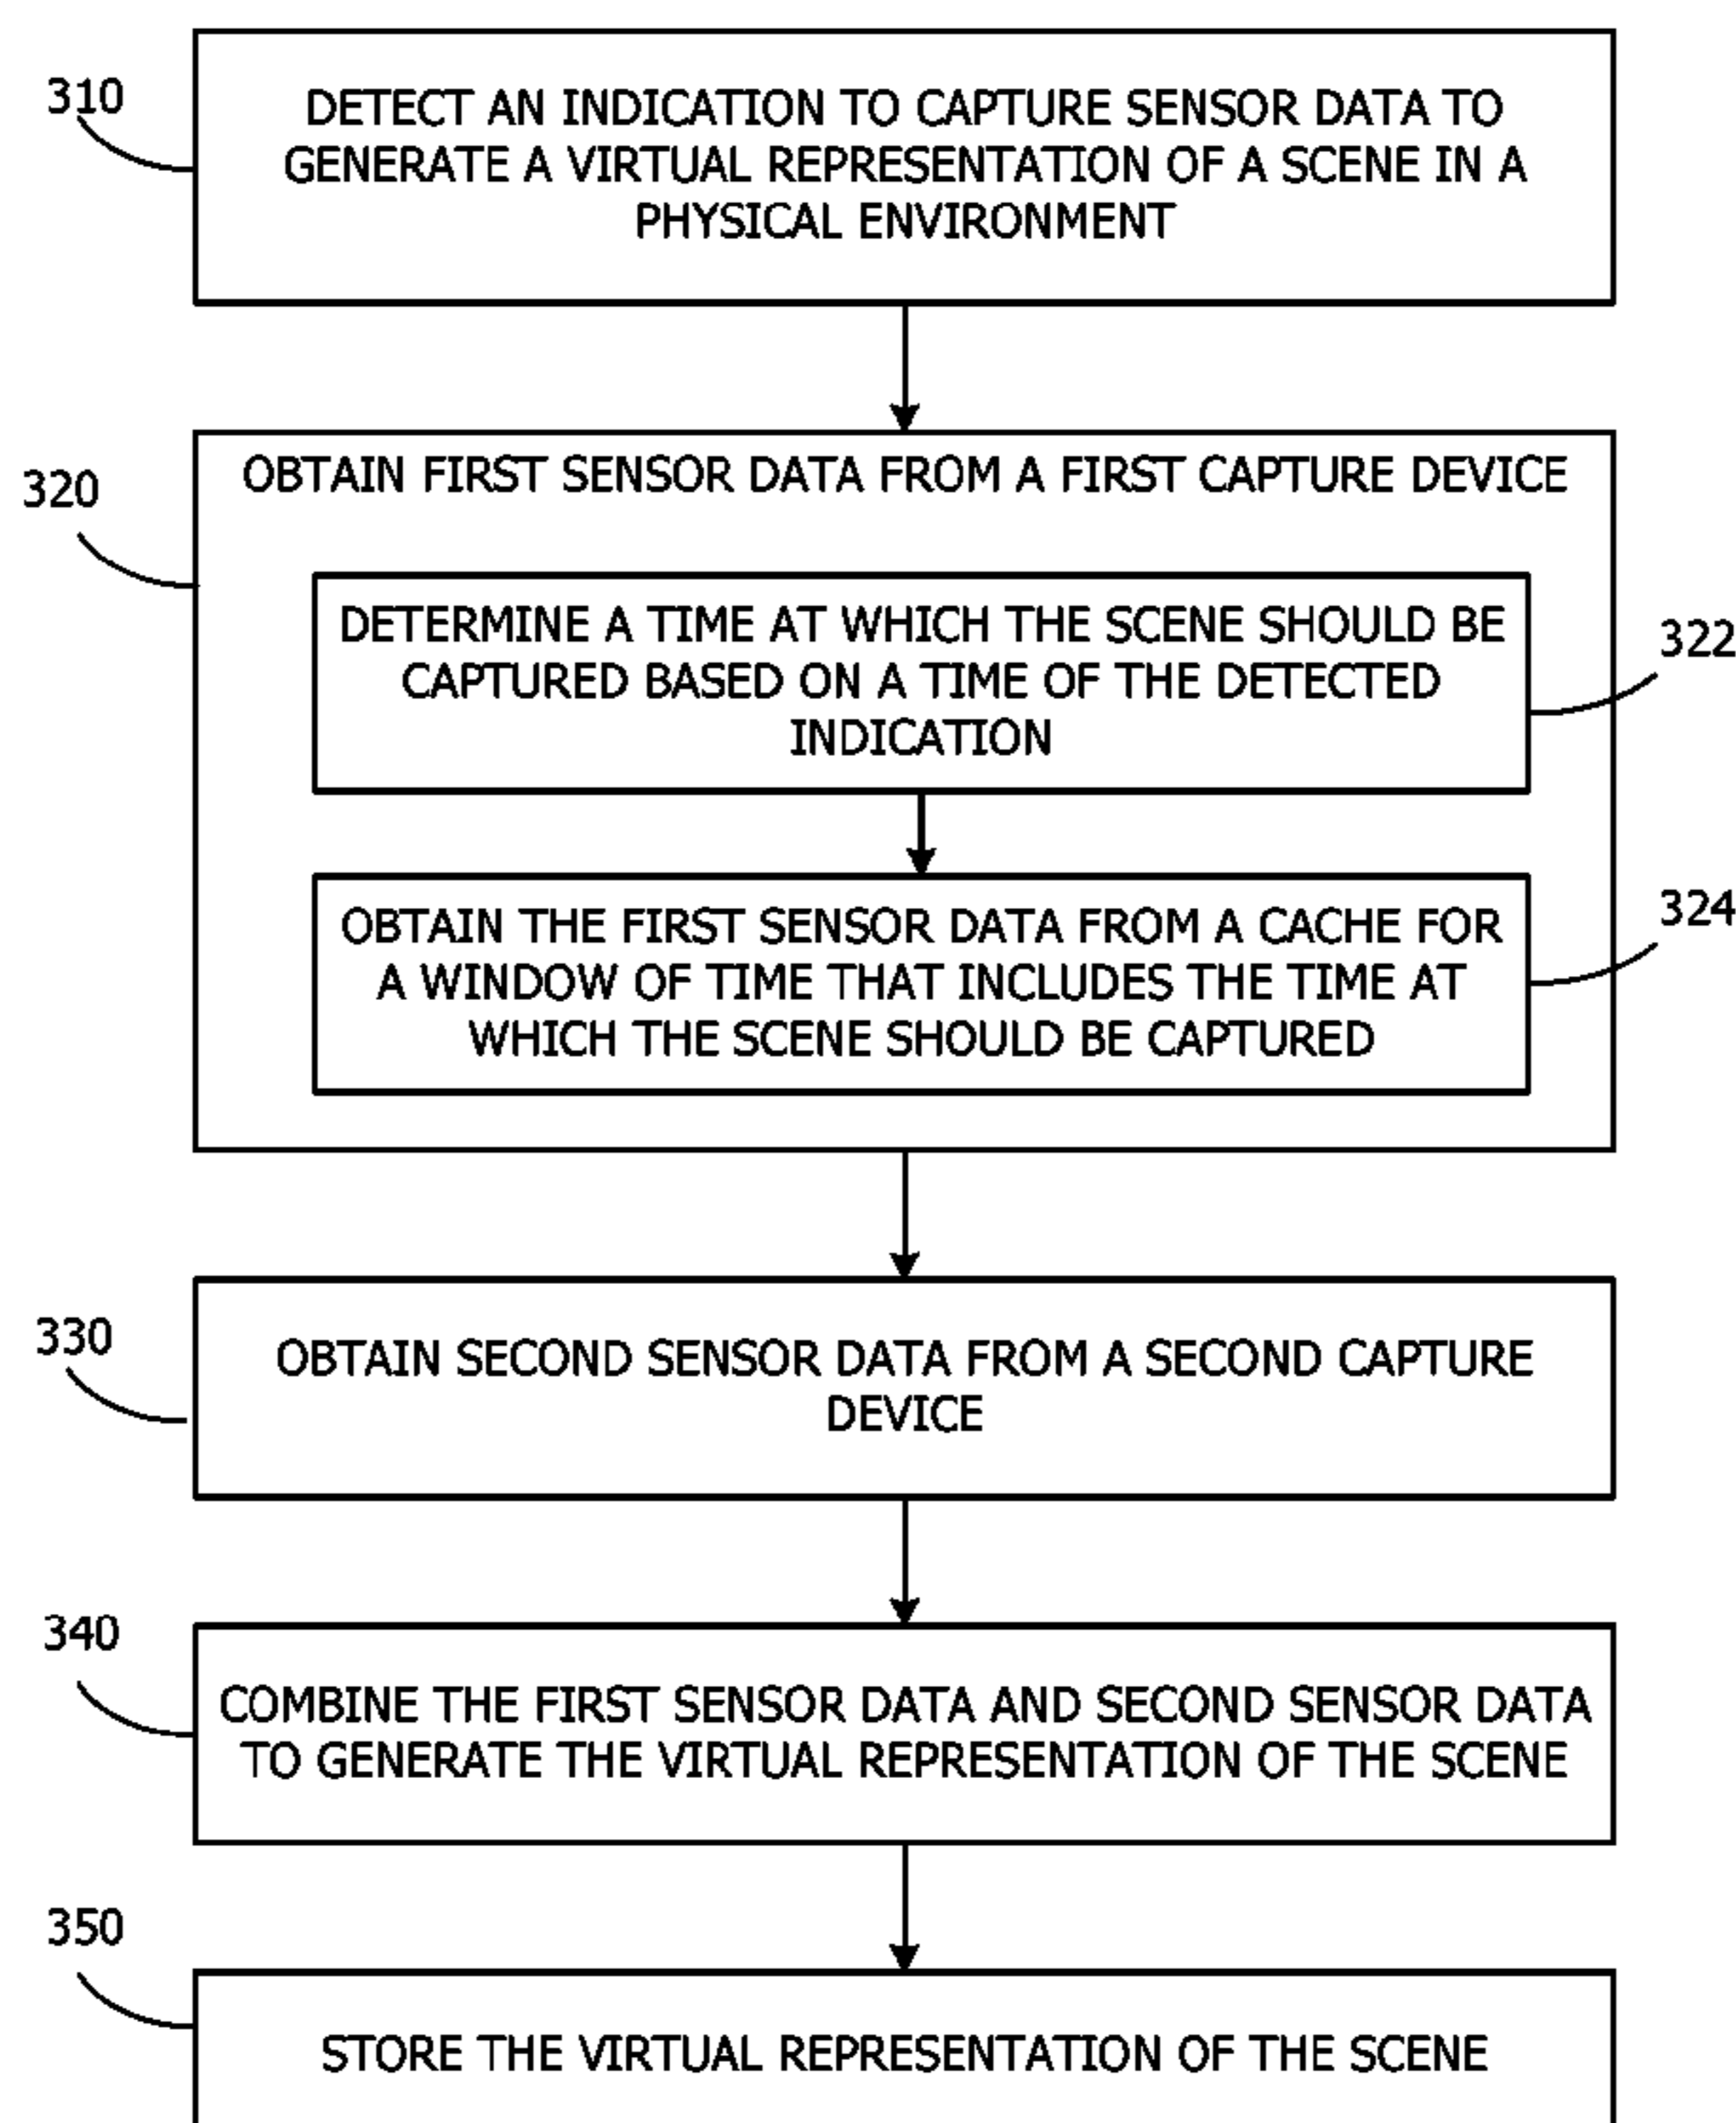 310
DETECT AN INDICATION TO CAPTURE SENSOR DATA TO
GENERATE A VIRTUAL REPRESENTATION OF A SCENE IN A
PHYSICAL ENVIRONMENT
320
OBTAIN FIRST SENSOR DATA FROM A FIRST CAPTURE DEVICE
DETERMINE A TIME AT WHICH THE SCENE SHOULD BE
CAPTURED BASED ON A TIME OF THE DETECTED
INDICATION
322
OBTAIN THE FIRST SENSOR DATA FROM A CACHE FOR
A WINDOW OF TIME THAT INCLUDES THE TIME AT
WHICH THE SCENE SHOULD BE CAPTURED
324
330
OBTAIN SECOND SENSOR DATA FROM A SECOND CAPTURE
DEVICE
340
COMBINE THE FIRST SENSOR DATA AND SECOND SENSOR DATA
TO GENERATE THE VIRTUAL REPRESENTATION OF THE SCENE
350
STORE THE VIRTUAL REPRESENTATION OF THE SCENE